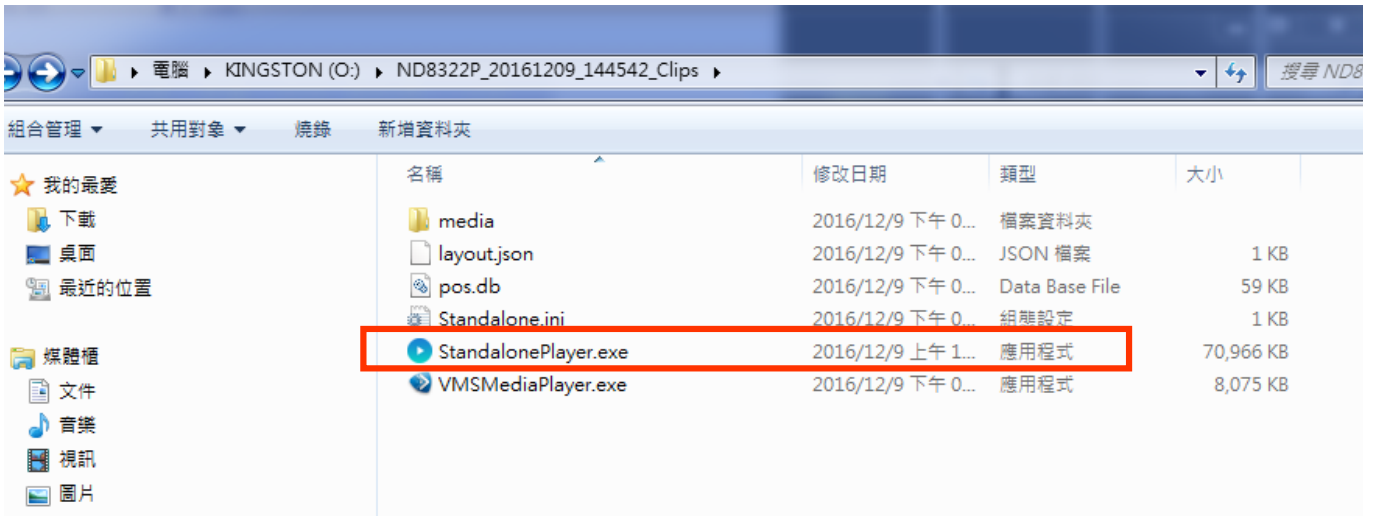 電腦 KINGSTON (O:) ND8322P_20161209_144542_Clips 搜尋 ND8
組合管理 共用對象 燒錄 新增資料夾
名稱 修改日期 類型 大小
我的最愛
下載
桌面
最近的位置
媒體櫃
文件
音樂
視訊
圖片
media 2016/12/9 下午 0... 檔案資料夾
layout.json 2016/12/9 下午 0... JSON 檔案 1 KB
pos.db 2016/12/9 下午 0... Data Base File 59 KB
Standalone.ini 2016/12/9 下午 0... 組態設定 1 KB
StandalonePlayer.exe 2016/12/9 上午 1... 應用程式 70,966 KB
VMSMediaPlayer.exe 2016/12/9 下午 0... 應用程式 8,075 KB